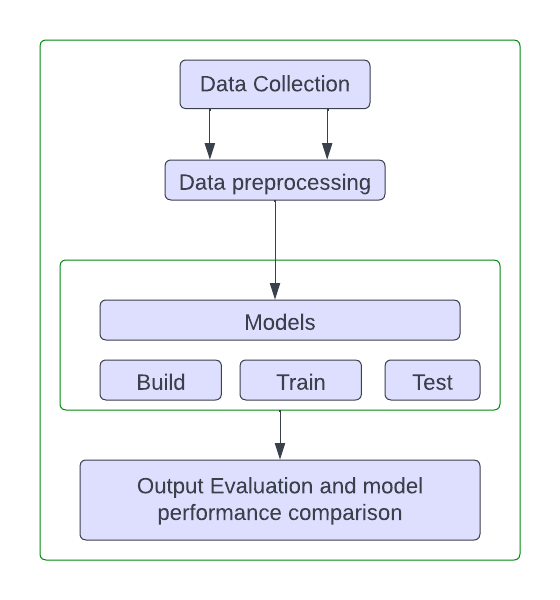 Data Collection
Data preprocessing
Models
Build
Train
Test
Output Evaluation and model
performance comparison